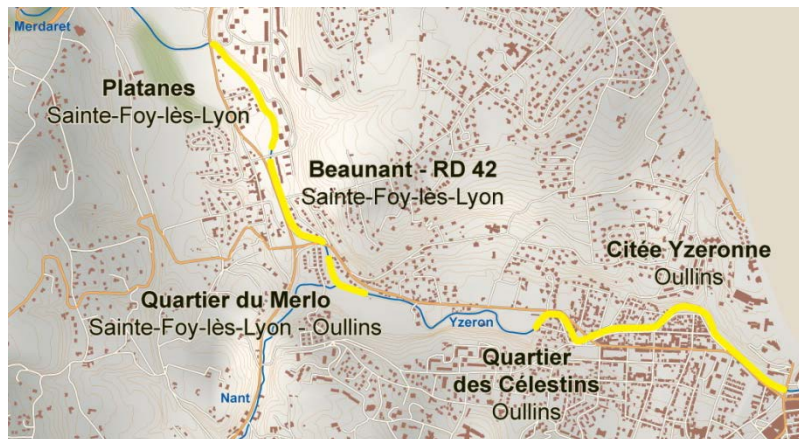 Merdaret
Platanes
Sainte-Foy-lès-Lyon
Beaunant - RD 42
Sainte-Foy-lès-Lyon
Citée Yzeronne
Oullins
Quartier du Merlo
Sainte-Foy-lès-Lyon - Oullins
Yzeron
Quartier
des Célestins
Oullins
Nant